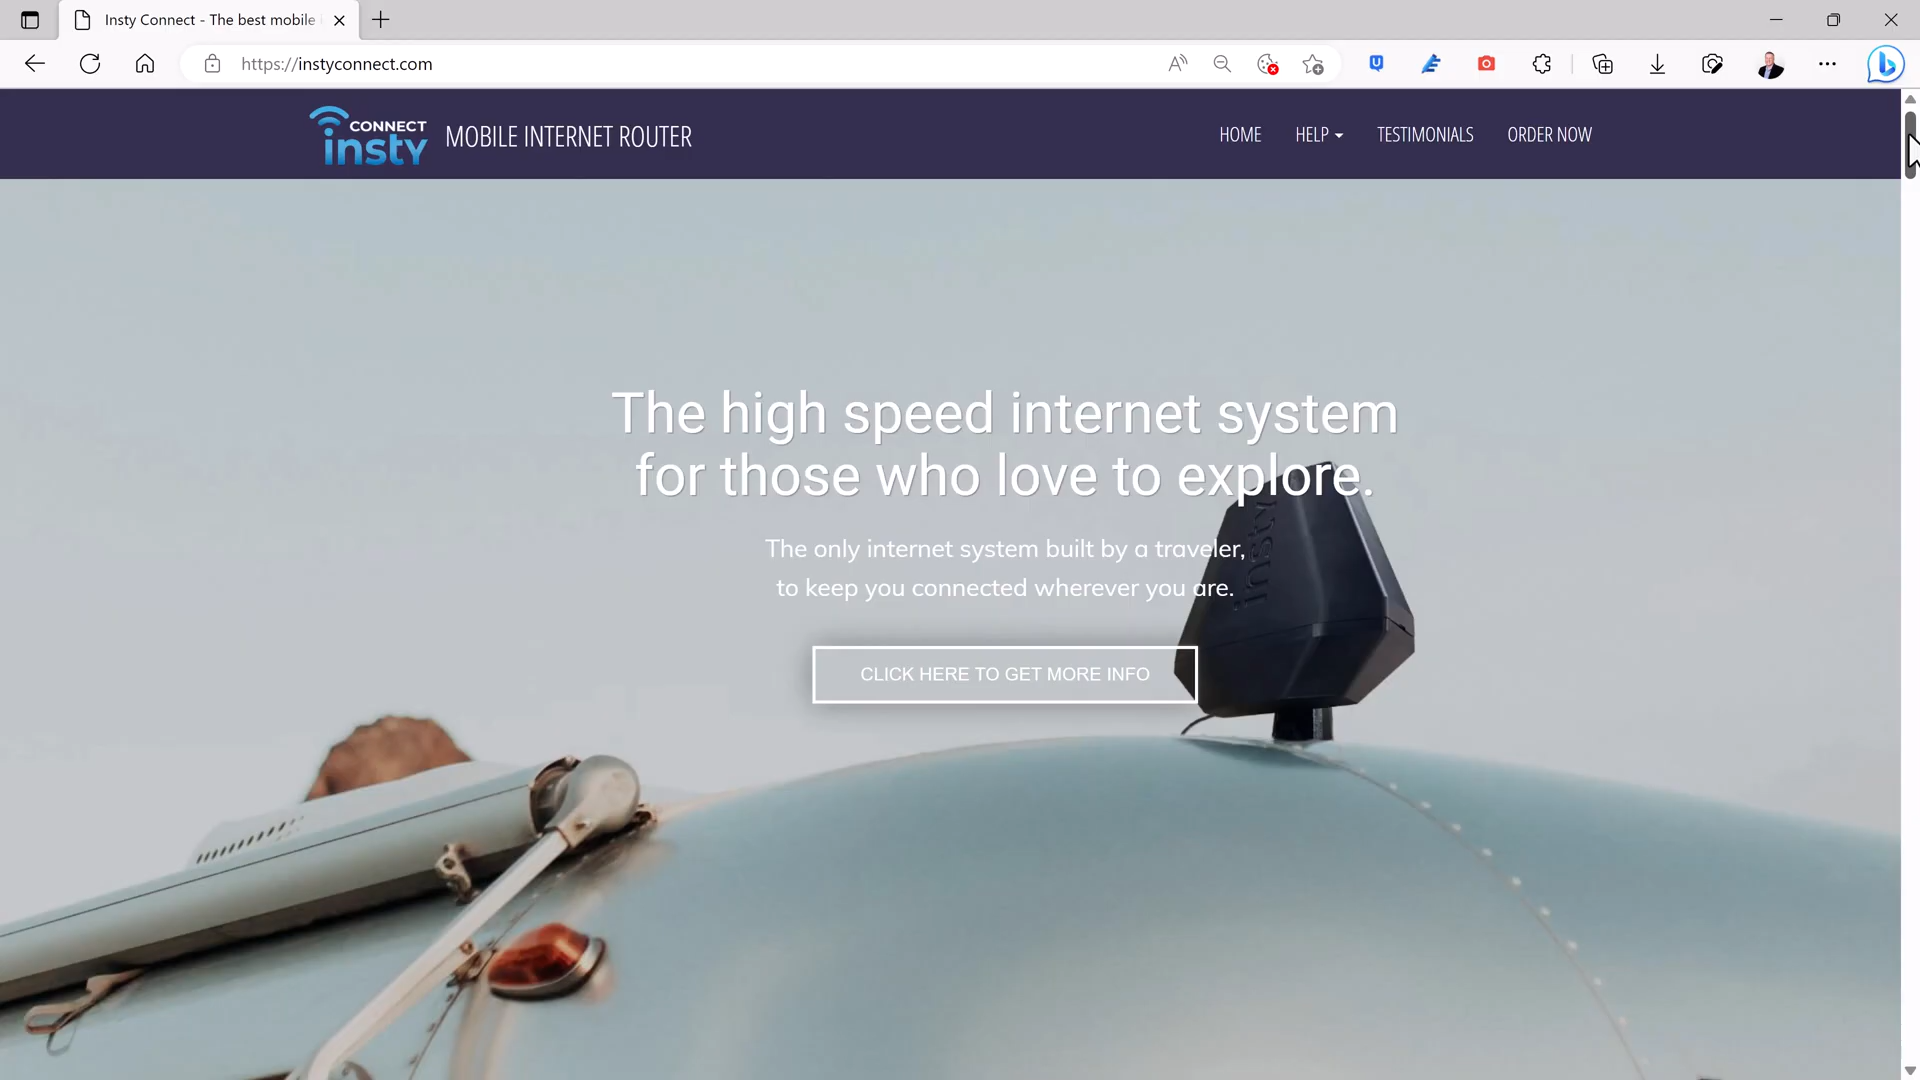 Insty Connect - The best mobile
https://instyconnect.com
CONNECT
insty
MOBILE INTERNET ROUTER
HOME
HELP
TESTIMONIALS
ORDER NOW
The high speed internet system
for those who love to explore.
insty
The only internet system built by a traveler,
to keep you connected wherever you are.
CLICK HERE TO GET MORE INFO